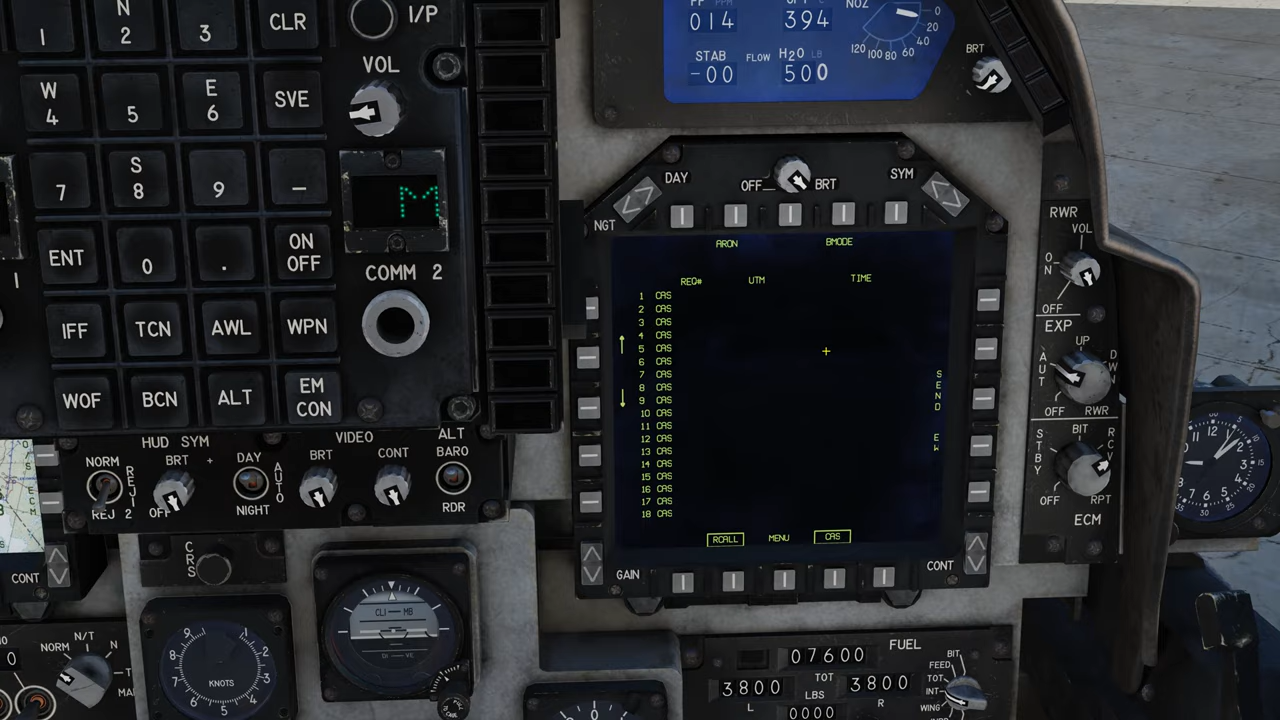 1 N 2 3 CLR
I/P
W 4 5 E 6 SVE
VOL
7 S 8 9 –
M
ENT 0 . ON OFF
COMM 2
IFF TCN AWL WPN
WOF BCN ALT EM CON
014 394
NOZ
0 20 40 60 80 100 120
STAB FLOW H2O LB
-00 500
BRT
DAY OFF BRT SYM
NGT
ARON BMODE
REQ# UTM TIME
1 CAS
2 CAS
3 CAS
4 CAS
5 CAS
6 CAS
7 CAS
8 CAS
9 CAS
10 CAS
11 CAS
12 CAS
13 CAS
14 CAS
15 CAS
16 CAS
17 CAS
18 CAS
SEND
RCALL MENU CAS
GAIN CONT
RWR
VOL
ON
OFF
EXP
UP
AUT DWN
OFF RWR
BIT
STBY RCV
OFF RPT
ECM
HUD SYM VIDEO ALT
NORM BRT DAY AUTO BRT CONT BARO
REJ 1
REJ 2 OFF NIGHT RDR
CONT
CRS
NORM N/T N
KNOTS
CLI MB
07600 FUEL
TOT
3800 LBS 3800
L R
0000
BIT
FEED
TOT
INT
WING